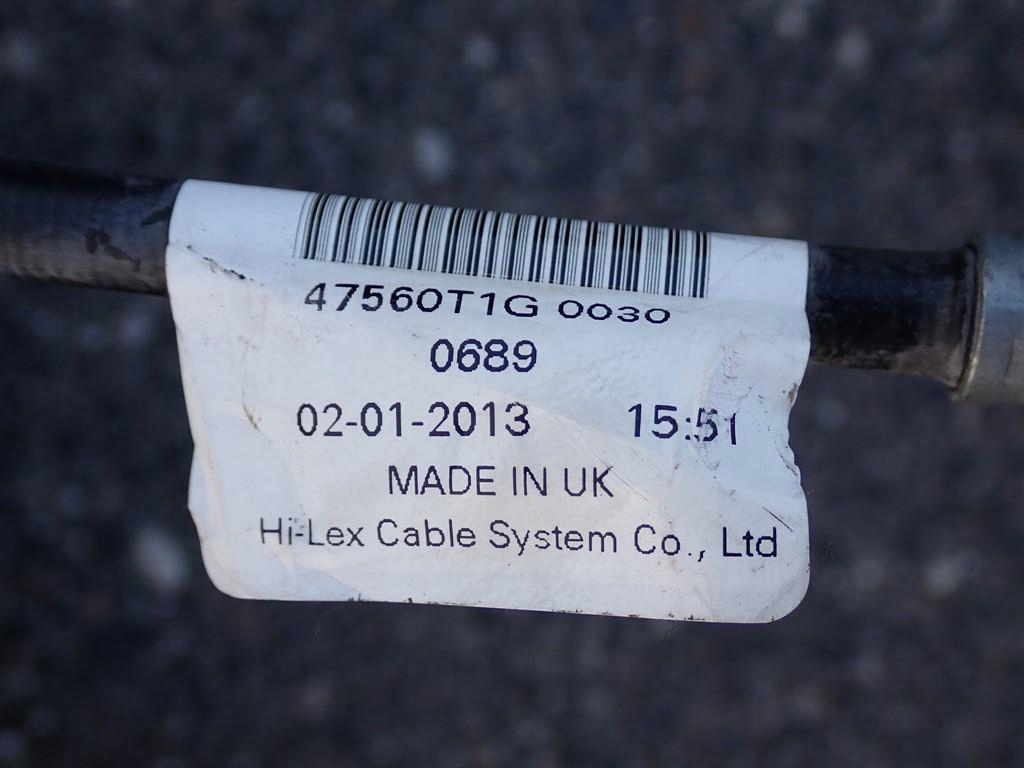 47560T1G 0030
0689
02-01-2013 15:51
MADE IN UK
Hi-Lex Cable System Co., Ltd